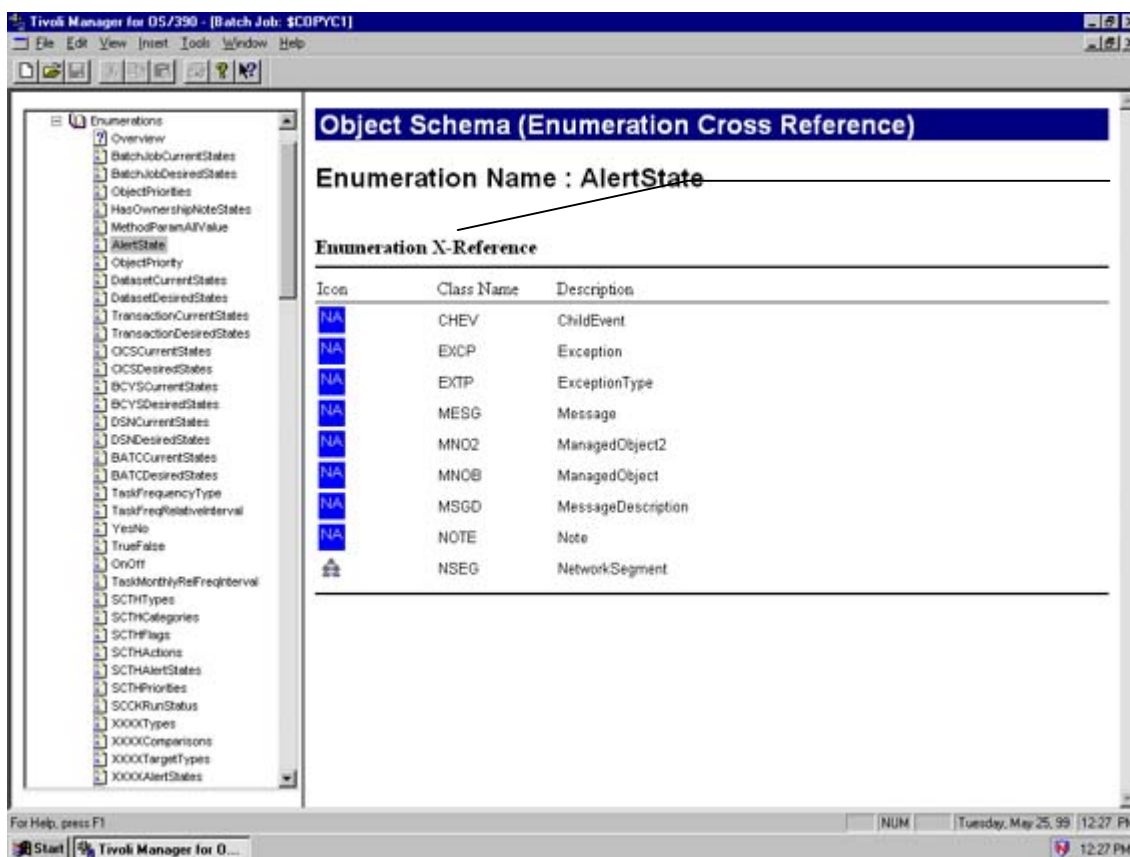 Tivoli Manager for OS/390 - [Batch Job: $COPYC1]
File Edit View Insert Tools Window Help
Enumerations
Overview
BatchJobCurrentStates
BatchJobDesiredStates
ObjectPriorities
HasOwnershipNoteStates
MethodParamAllValue
AlertState
ObjectPriority
DatasetCurrentStates
DatasetDesiredStates
TransactionCurrentStates
TransactionDesiredStates
CICSCurrentStates
CICSDesiredStates
BCYSCurrentStates
BCYSDesiredStates
DSNCurrentStates
DSNDesiredStates
BATCCurrentStates
BATCDesiredStates
TaskFrequencyType
TaskFreqRelativeInterval
YesNo
TrueFalse
OnOff
TaskMonthlyRelFreqInterval
SCTHTypes
SCTHCategories
SCTHFlags
SCTHActions
SCTHAlertStates
SCTHPriorities
SCCKRunStatus
XXXXTypes
XXXXComparisons
XXXXTargetTypes
XXXXAlertStates
Object Schema (Enumeration Cross Reference)
Enumeration Name : AlertState
Enumeration X-Reference
Icon Class Name Description
NA CHEV ChildEvent
NA EXCP Exception
NA EXTP ExceptionType
NA MESG Message
NA MNO2 ManagedObject2
NA MNOB ManagedObject
NA MSGD MessageDescription
NA NOTE Note
NSEG NetworkSegment
For Help, press F1 NUM Tuesday, May 25, 99 12:27 PM
Start Tivoli Manager for O... 12:27 PM